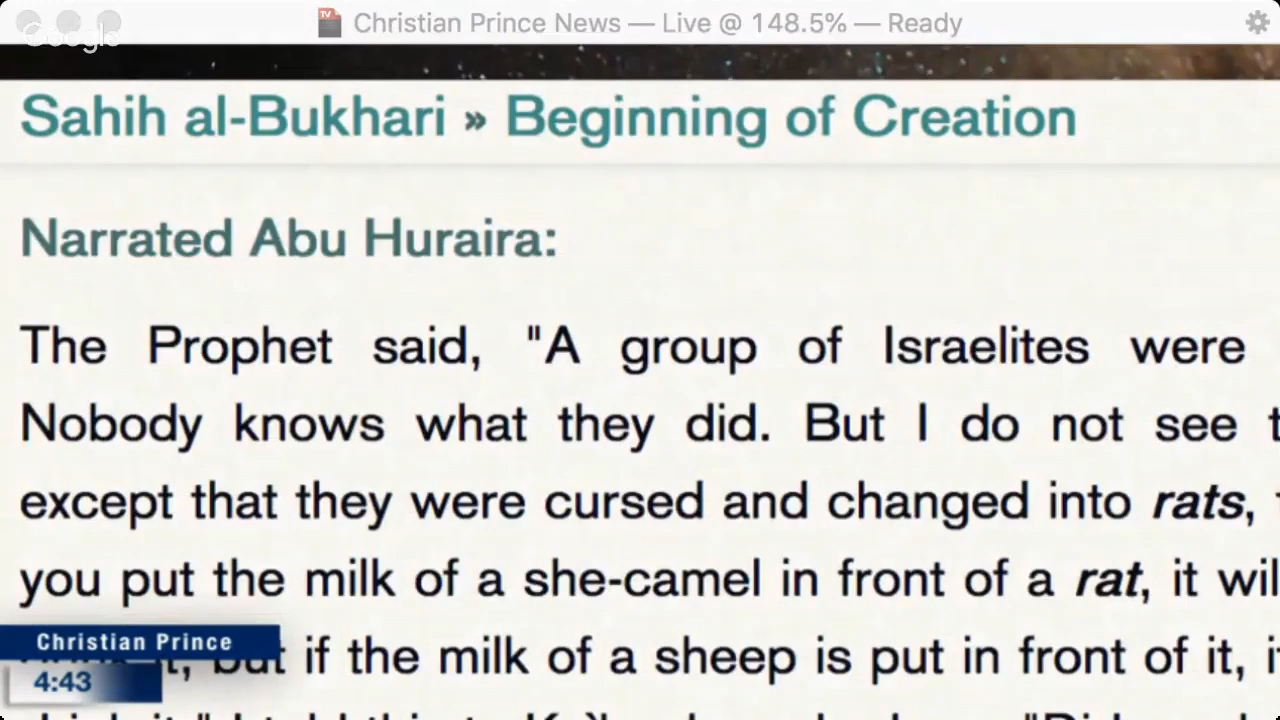 Christian Prince News — Live @ 148.5% — Ready
Google
Sahih al-Bukhari » Beginning of Creation
Narrated Abu Huraira:
The Prophet said, "A group of Israelites were
Nobody knows what they did. But I do not see
except that they were cursed and changed into rats,
you put the milk of a she-camel in front of a rat, it
Christian Prince
but if the milk of a sheep is put in front of it,
4:43